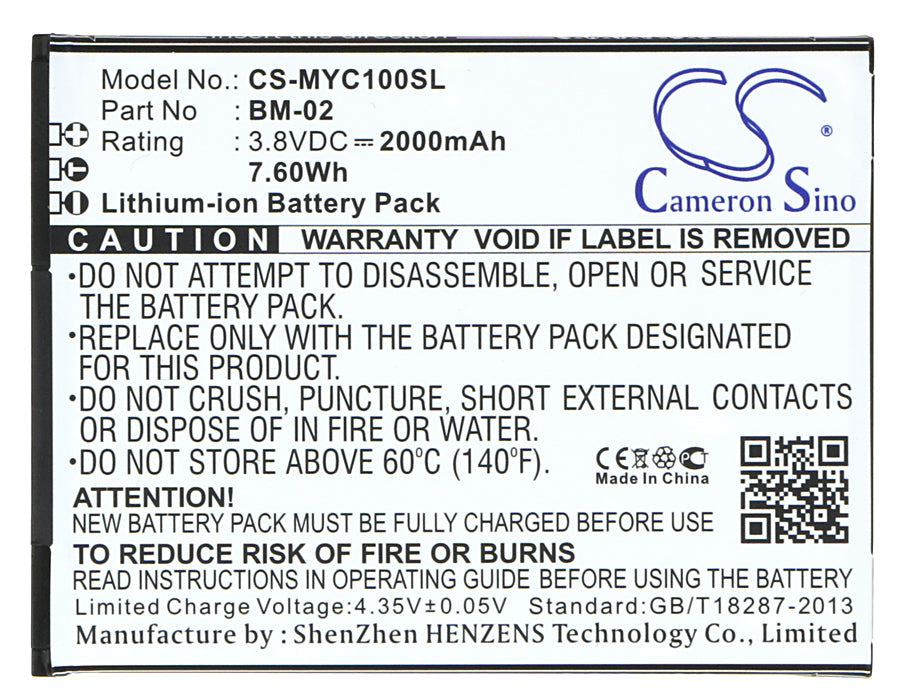 Model No.: CS-MYC100SL
Part No : BM-02
Rating : 3.8VDC ⎓ 2000mAh
7.60Wh
Lithium-ion Battery Pack
CS ®
Cameron Sino
CAUTION WARRANTY VOID IF LABEL IS REMOVED
•DO NOT ATTEMPT TO DISASSEMBLE, OPEN OR SERVICE
THE BATTERY PACK.
•REPLACE ONLY WITH THE BATTERY PACK DESIGNATED
FOR THIS PRODUCT.
•DO NOT CRUSH, PUNCTURE, SHORT EXTERNAL CONTACTS
OR DISPOSE OF IN FIRE OR WATER.
•DO NOT STORE ABOVE 60°C (140°F).
CE
Made In China
ATTENTION!
NEW BATTERY PACK MUST BE FULLY CHARGED BEFORE USE
TO REDUCE RISK OF FIRE OR BURNS
READ INSTRUCTIONS IN OPERATING GUIDE BEFORE USING THE BATTERY
Limited Charge Voltage:4.35V±0.05V Standard:GB/T18287-2013
Manufacture by : ShenZhen HENZENS Technology Co., Limited